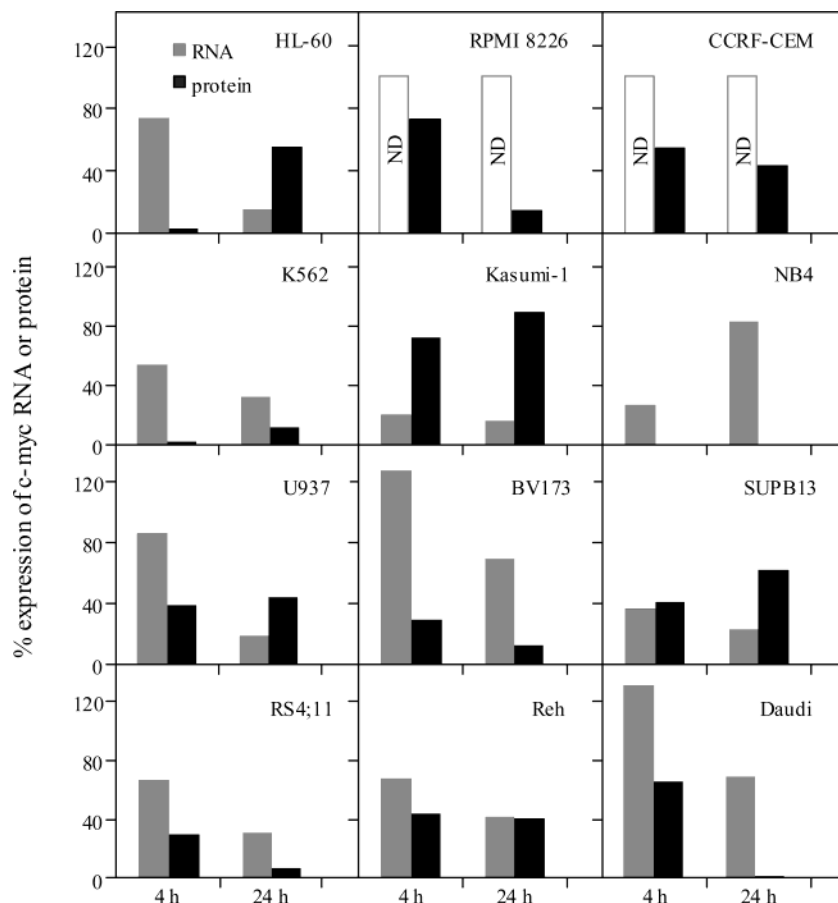 % expression of c-myc RNA or protein
120
80
40
0
HL-60
RNA
protein
RPMI 8226
ND
ND
CCRF-CEM
ND
ND
120
80
40
0
K562
Kasumi-1
NB4
120
80
40
0
U937
BV173
SUPB13
120
80
40
0
RS4;11
Reh
Daudi
4 h 24 h 4 h 24 h 4 h 24 h